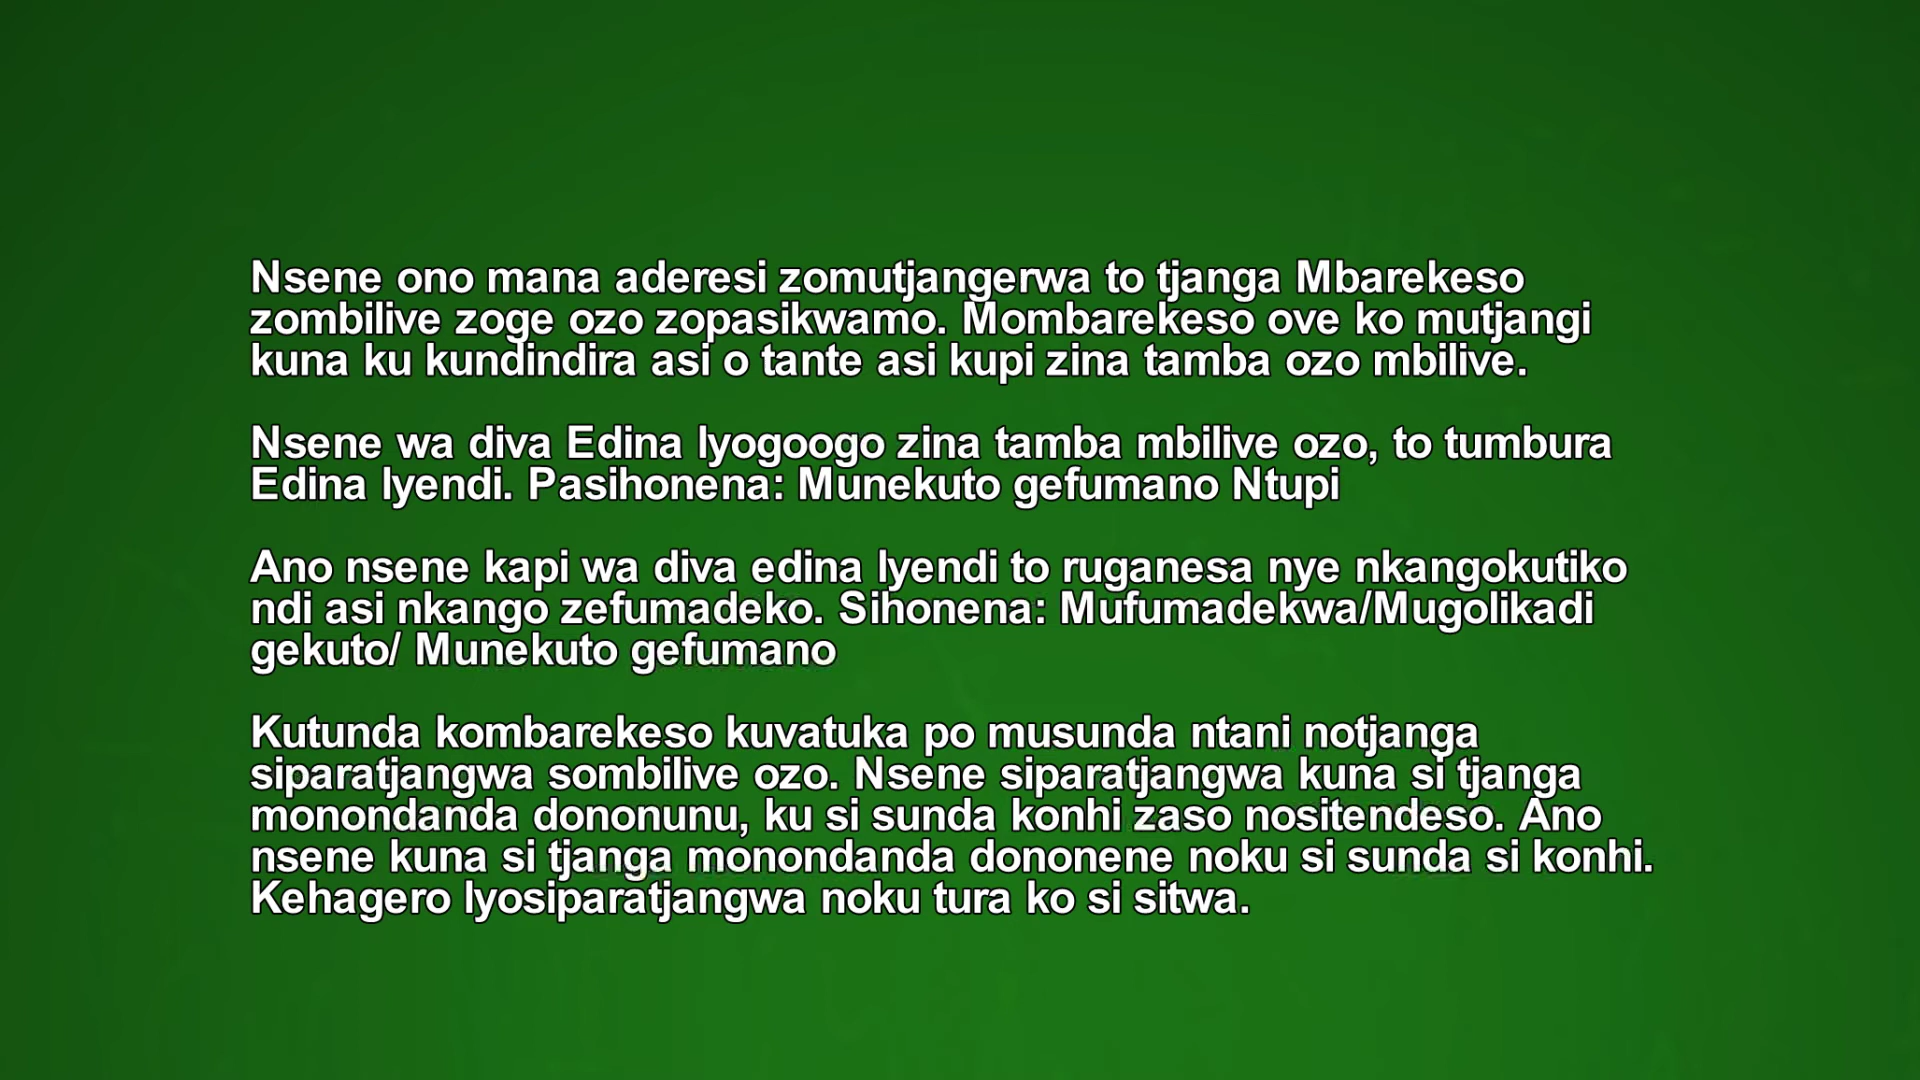 Nsene ono mana aderesi zomutjangerwa to tjanga Mbarekeso
zombilive zoge ozo zopasikwamo. Mombarekeso ove ko mutjangi
kuna ku kundindira asi o tante asi kupi zina tamba ozo mbilive.
Nsene wa diva Edina lyogoogo zina tamba mbilive ozo, to tumbura
Edina lyendi. Pasihonena: Munekuto gefumano Ntupi
Ano nsene kapi wa diva edina lyendi to ruganesa nye nkangokutiko
ndi asi nkango zefumadeko. Sihonena: Mufumadekwa/Mugolikadi
gekuto/ Munekuto gefumano
Kutunda kombarekeso kuvatuka po musunda ntani notjanga
siparatjangwa sombilive ozo. Nsene siparatjangwa kuna si tjanga
monondanda dononunu, ku si sunda konhi zaso nositendeso. Ano
nsene kuna si tjanga monondanda dononene noku si sunda si konhi.
Kehagero lyosiparatjangwa noku tura ko si sitwa.